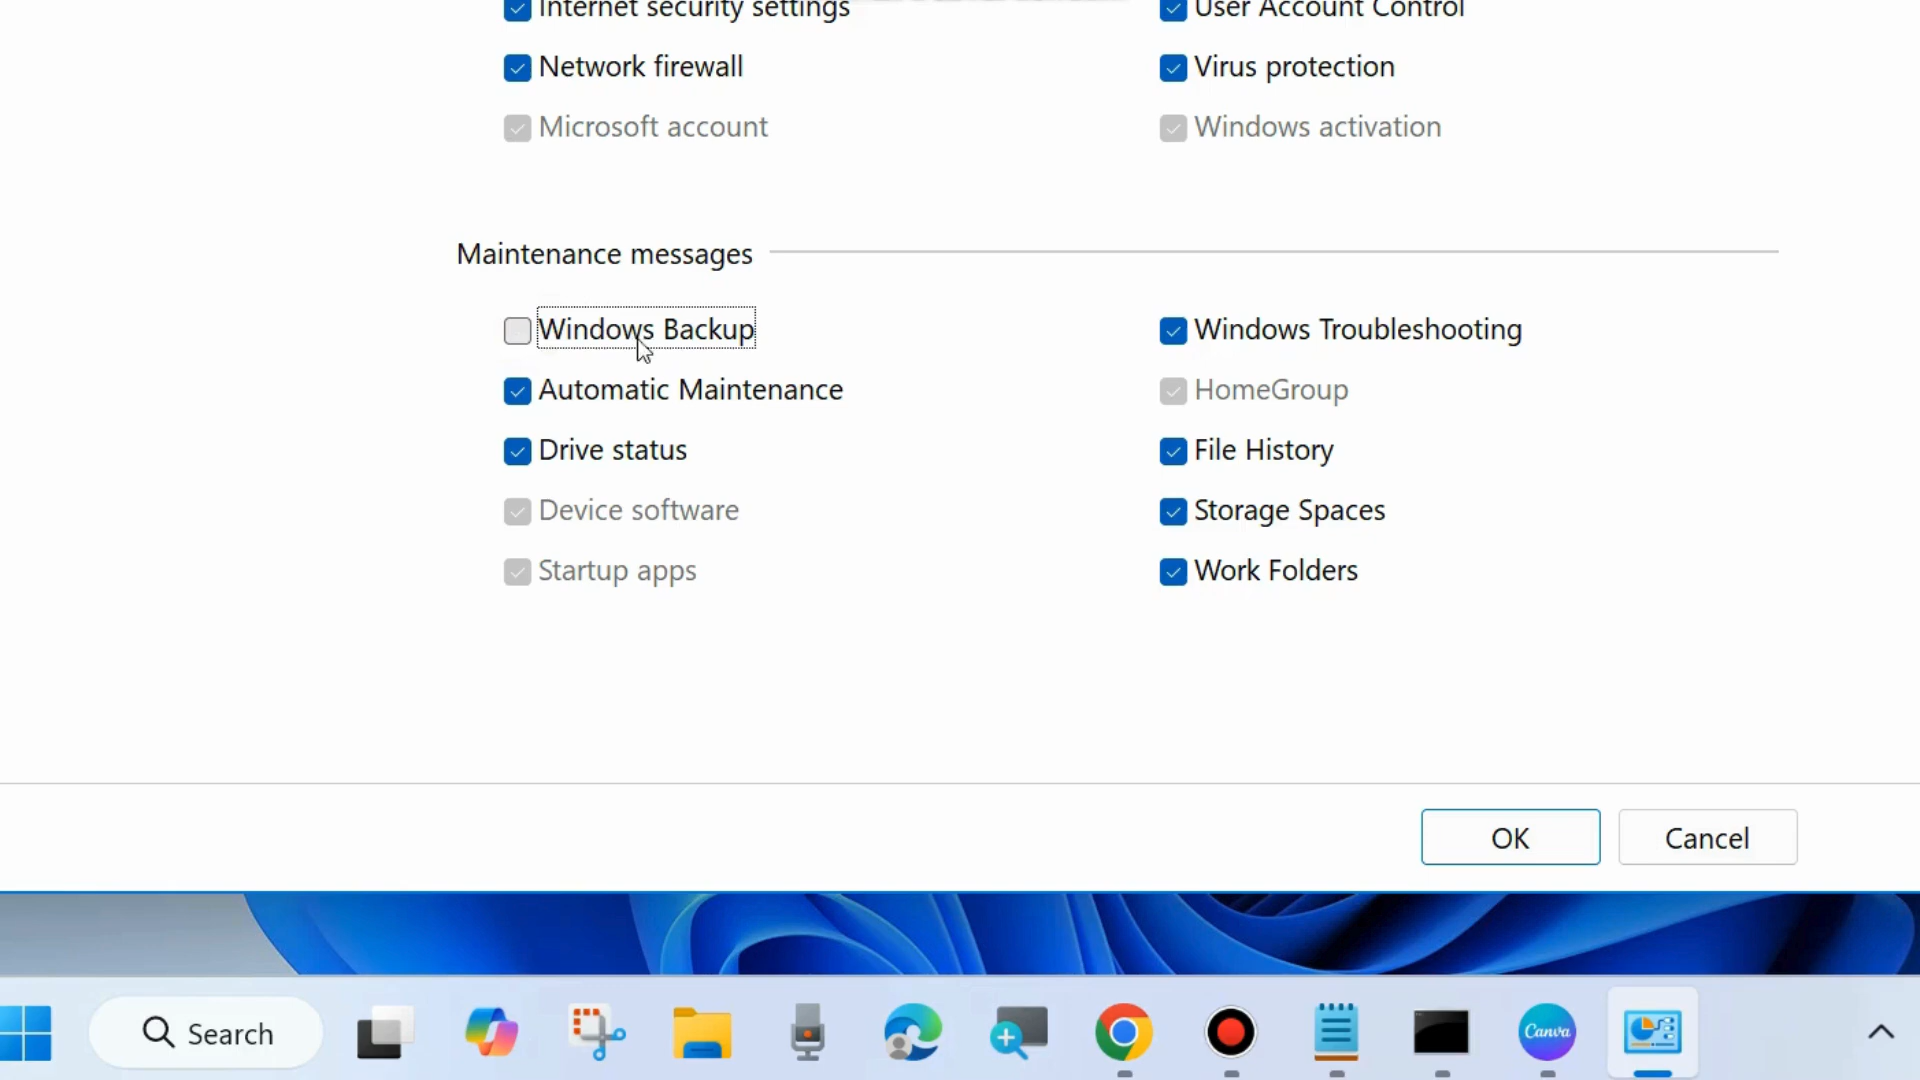 Internet security settings
User Account Control
Network firewall
Virus protection
Microsoft account
Windows activation
Maintenance messages
Windows Backup
Windows Troubleshooting
Automatic Maintenance
HomeGroup
Drive status
File History
Device software
Storage Spaces
Startup apps
Work Folders
OK
Cancel
Search
Canva